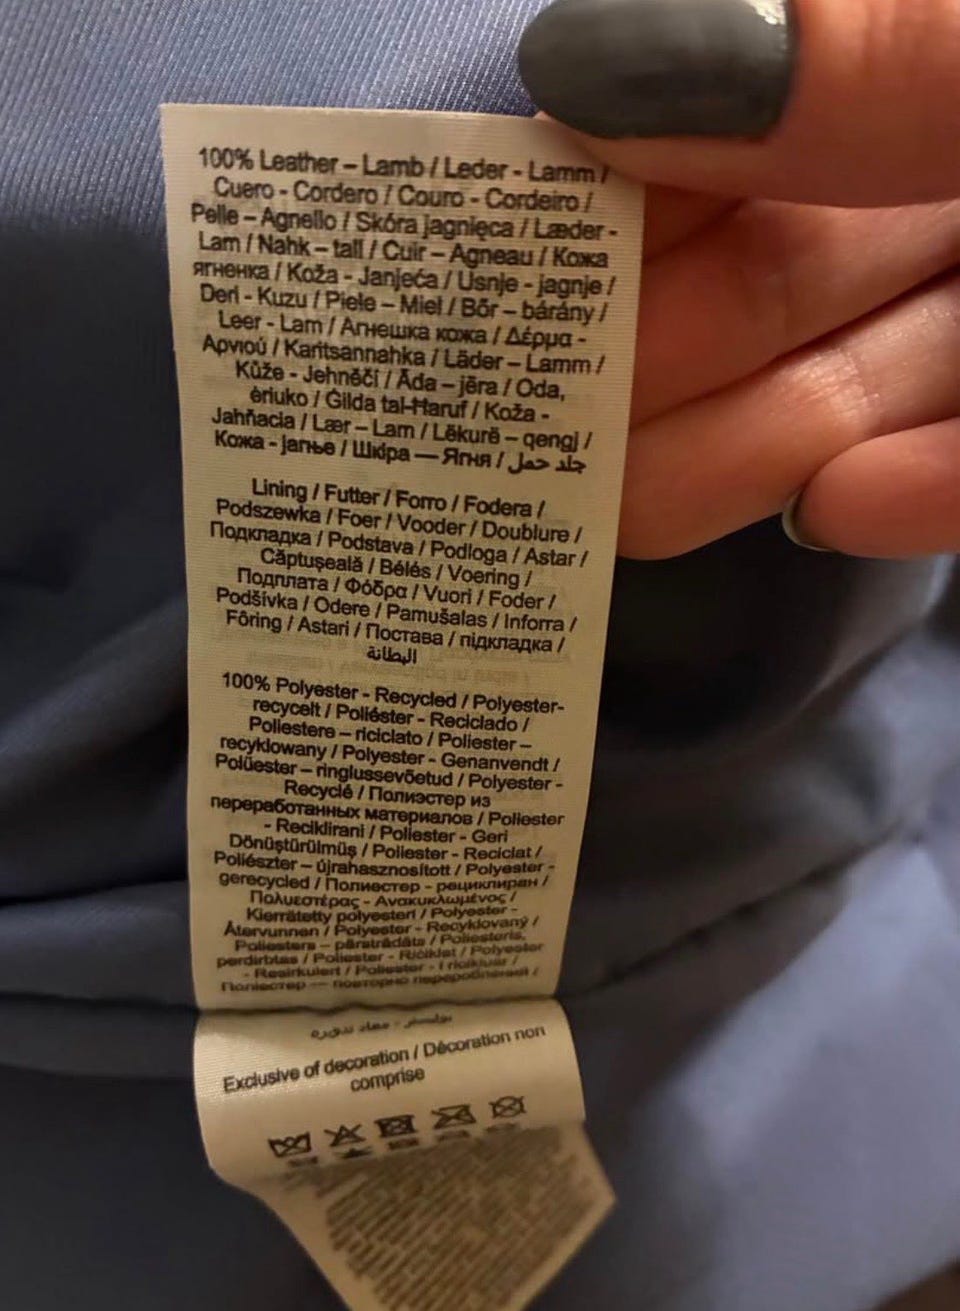 100% Leather – Lamb / Leder - Lamm /
Cuero - Cordero / Couro - Cordeiro /
Pelle – Agnello / Skóra jagnięca / Læder -
Lam / Nahk – tall / Cuir – Agneau / Кожа
ягненка / Koža - Janjeća / Usnje - jagnje /
Deri - Kuzu / Piele – Miel / Bőr – bárány /
Leer - Lam / Агнешка кожа / Δέρμα -
Αρνιού / Karitsannahka / Läder – Lamm /
Kůže - Jehněčí / Āda – jēra / Oda,
ėriuko / Ġilda tal-Ħaruf / Koža -
Jahňacia / Lær – Lam / Lëkurë – qengj /
Кожа - јагње / Шкіра — Ягня / جلد حمل
Lining / Futter / Forro / Fodera /
Podszewka / Foer / Vooder / Doublure /
Подкладка / Podstava / Podloga / Astar /
Căptușeală / Bélés / Voering /
Подплата / Φόδρα / Vuori / Foder /
Podšívka / Odere / Pamušalas / Inforra /
Fôring / Astari / Постава / підкладка /
البطانة
100% Polyester - Recycled / Polyester-
recycelt / Poliéster - Reciclado /
Poliestere – riciclato / Poliester –
recyklowany / Polyester - Genanvendt /
Polüester – ringlussevõetud / Polyester -
Recyclé / Полиэстер из
переработанных материалов / Poliester
- Reciklirani / Poliester - Geri
Dönüştürülmüş / Poliester - Reciclat /
Poliészter – újrahasznosított / Polyester -
gerecycled / Полиестер - рециклиран /
Πολυεστέρας - Ανακυκλωμένος /
Kierrätetty polyesteri / Polyester -
Återvunnen / Polyester - Recyklovaný /
Poliesters – pārstrādāts / Poliesteris,
perdirbtas / Poliester - Riċiklat / Polyester
- Resirkulert / Poliester - i ricikluar /
Поліестер — повторно перероблений /
Exclusive of decoration / Décoration non
comprise